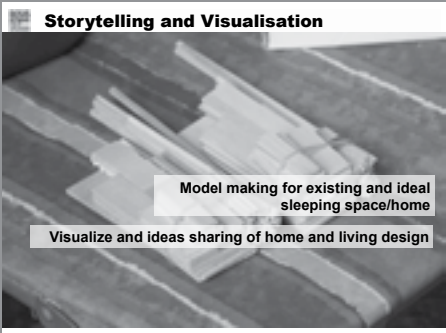 Storytelling and Visualisation
Model making for existing and ideal
sleeping space/home
Visualize and ideas sharing of home and living design